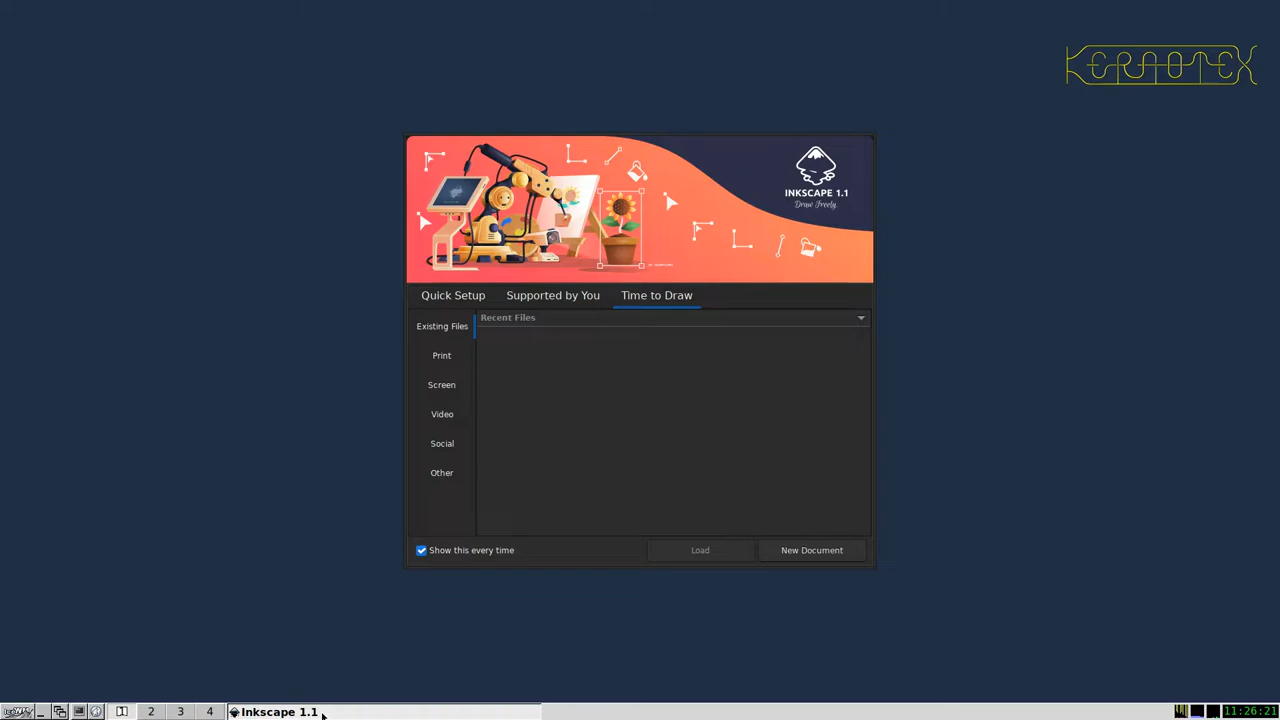 KERAOTEX
INKSCAPE 1.1
Draw Freely.
Quick Setup
Supported by You
Time to Draw
Existing Files
Recent Files
Print
Screen
Video
Social
Other
Show this every time
Load
New Document
1
2
3
4
Inkscape 1.1
11:26:21